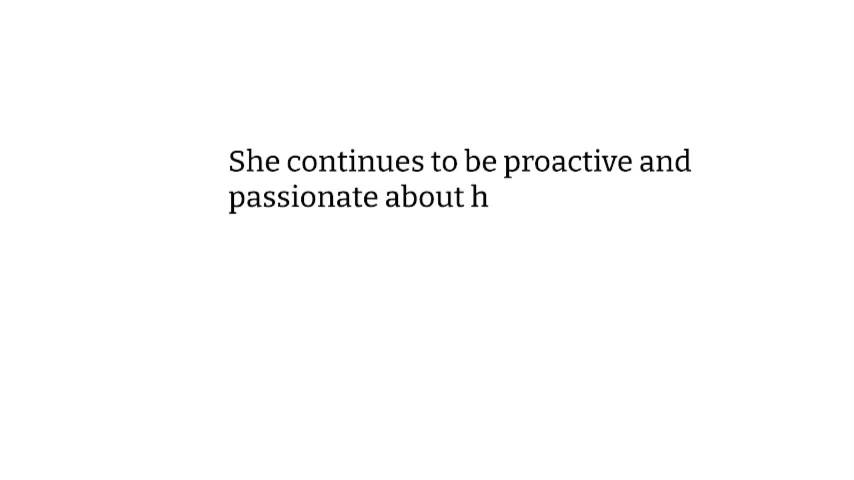 She continues to be proactive and
passionate about h